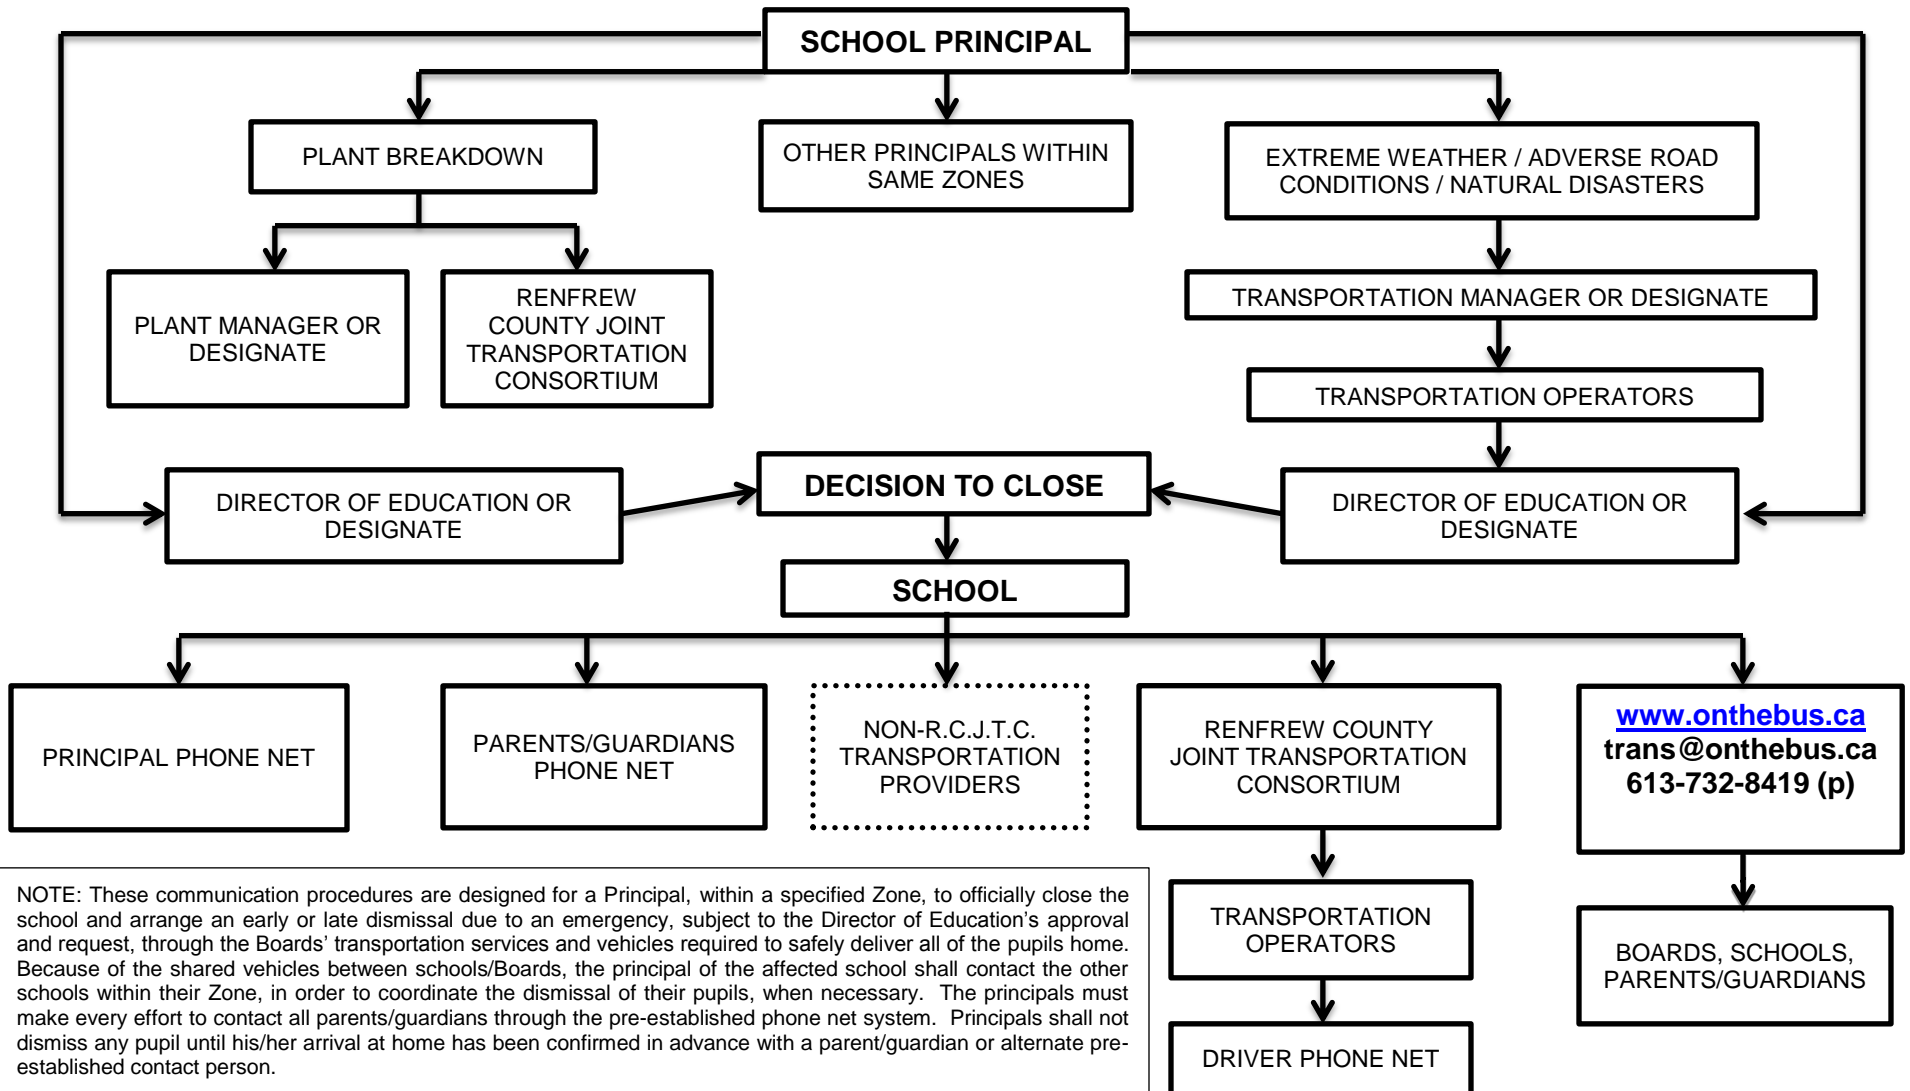 SCHOOL PRINCIPAL
PLANT BREAKDOWN
OTHER PRINCIPALS WITHIN
SAME ZONES
EXTREME WEATHER / ADVERSE ROAD
CONDITIONS / NATURAL DISASTERS
PLANT MANAGER OR
DESIGNATE
RENFREW
COUNTY JOINT
TRANSPORTATION
CONSORTIUM
TRANSPORTATION MANAGER OR DESIGNATE
TRANSPORTATION OPERATORS
DIRECTOR OF EDUCATION OR
DESIGNATE
DECISION TO CLOSE
DIRECTOR OF EDUCATION OR
DESIGNATE
SCHOOL
PRINCIPAL PHONE NET
PARENTS/GUARDIANS
PHONE NET
NON-R.C.J.T.C.
TRANSPORTATION
PROVIDERS
RENFREW COUNTY
JOINT TRANSPORTATION
CONSORTIUM
www.onthebus.ca
trans@onthebus.ca
613-732-8419 (p)
TRANSPORTATION
OPERATORS
BOARDS, SCHOOLS,
PARENTS/GUARDIANS
DRIVER PHONE NET
NOTE: These communication procedures are designed for a Principal, within a specified Zone, to officially close the
school and arrange an early or late dismissal due to an emergency, subject to the Director of Education's approval
and request, through the Boards' transportation services and vehicles required to safely deliver all of the pupils home.
Because of the shared vehicles between schools/Boards, the principal of the affected school shall contact the other
schools within their Zone, in order to coordinate the dismissal of their pupils, when necessary. The principals must
make every effort to contact all parents/guardians through the pre-established phone net system. Principals shall not
dismiss any pupil until his/her arrival at home has been confirmed in advance with a parent/guardian or alternate pre-
established contact person.